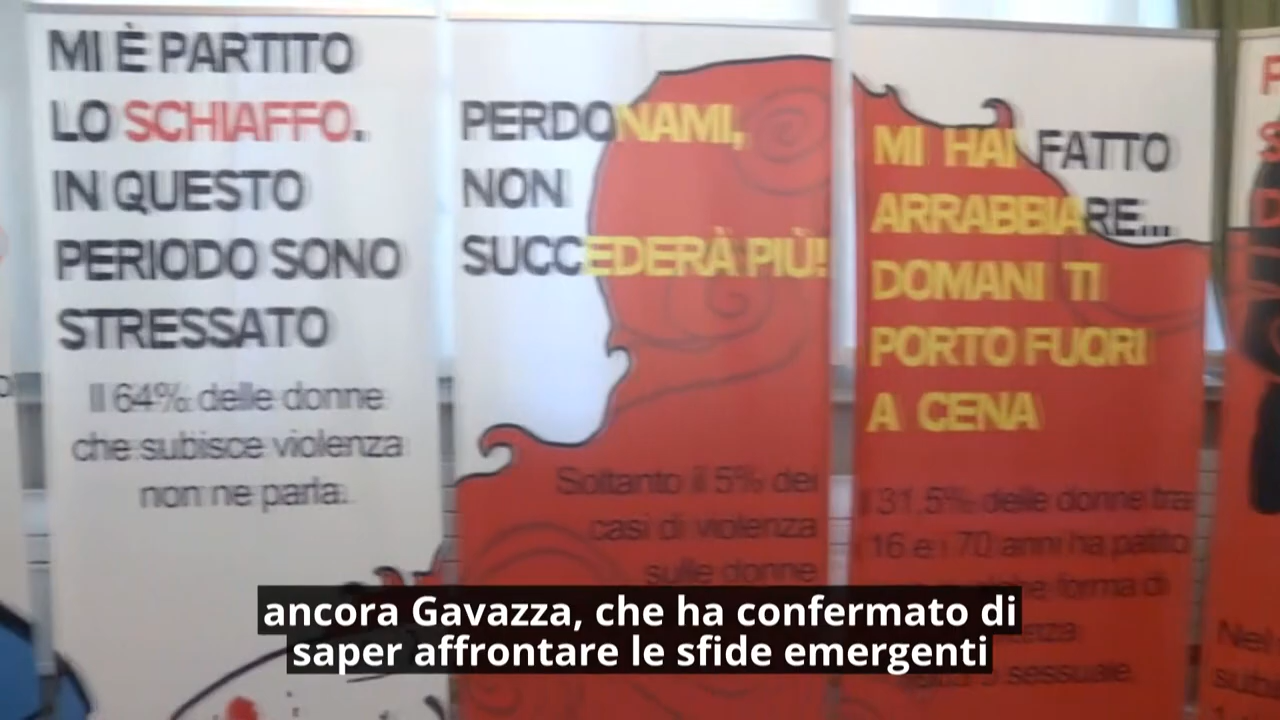 MI È PARTITO
LO SCHIAFFO.
IN QUESTO
PERIODO SONO
STRESSATO
Il 64% delle donne
che subisce violenza
non ne parla.
PERDONAMI,
NON
SUCCEDERÀ PIÙ!
Soltanto il 5% dei
casi di violenza
sulle donne
MI HAI FATTO
ARRABBIARE...
DOMANI TI
PORTO FUORI
A CENA
Il 31,5% delle donne tra
i 16 e i 70 anni ha patito
forma di
sessuale.
ancora Gavazza, che ha confermato di
saper affrontare le sfide emergenti